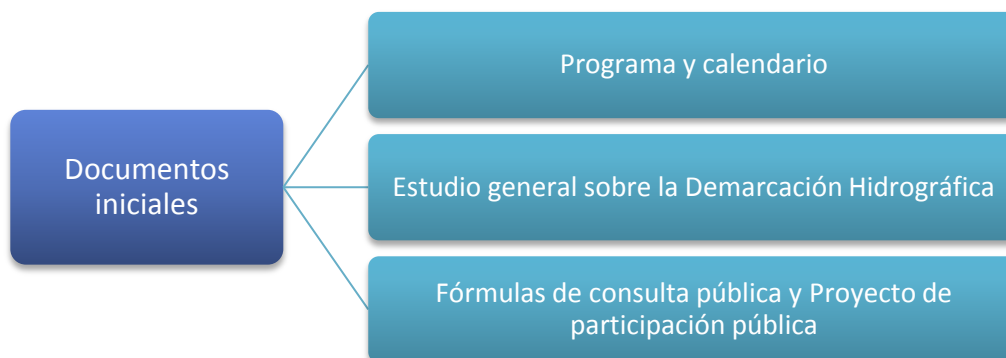 Programa y calendario
Documentos
iniciales
Estudio general sobre la Demarcación Hidrográfica
Fórmulas de consulta pública y Proyecto de
participación pública